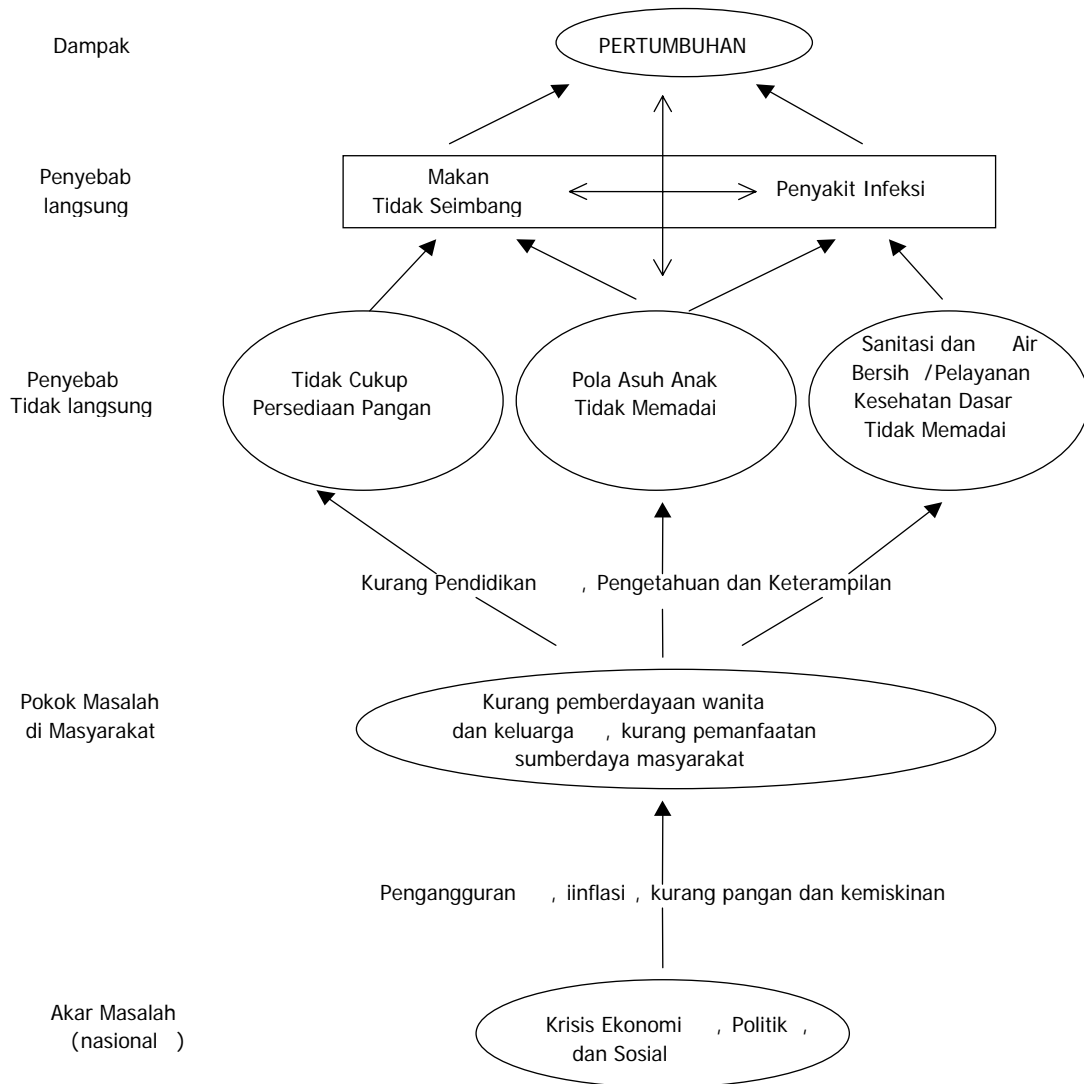 Dampak
PERTUMBUHAN
Penyebab
langsung
Makan
Tidak Seimbang
Penyakit Infeksi
Penyebab
Tidak langsung
Tidak Cukup
Persediaan Pangan
Pola Asuh Anak
Tidak Memadai
Sanitasi dan Air
Bersih /Pelayanan
Kesehatan Dasar
Tidak Memadai
Kurang Pendidikan , Pengetahuan dan Keterampilan
Pokok Masalah
di Masyarakat
Kurang pemberdayaan wanita
dan keluarga , kurang pemanfaatan
sumberdaya masyarakat
Pengangguran , iinflasi , kurang pangan dan kemiskinan
Akar Masalah
(nasional )
Krisis Ekonomi , Politik ,
dan Sosial